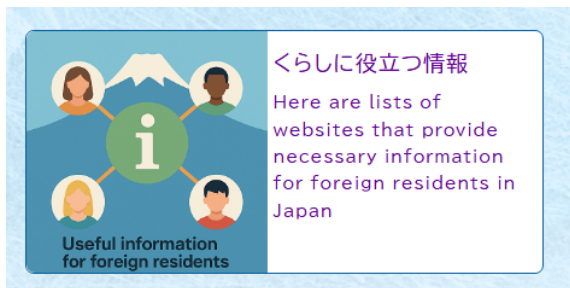 i
Useful information
for foreign residents
くらしに役立つ情報
Here are lists of
websites that provide
necessary information
for foreign residents in
Japan